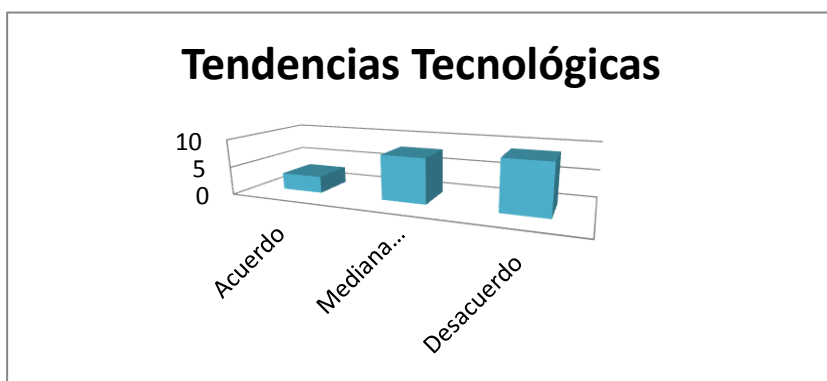 Tendencias Tecnológicas
10
5
0
Acuerdo
Mediana...
Desacuerdo